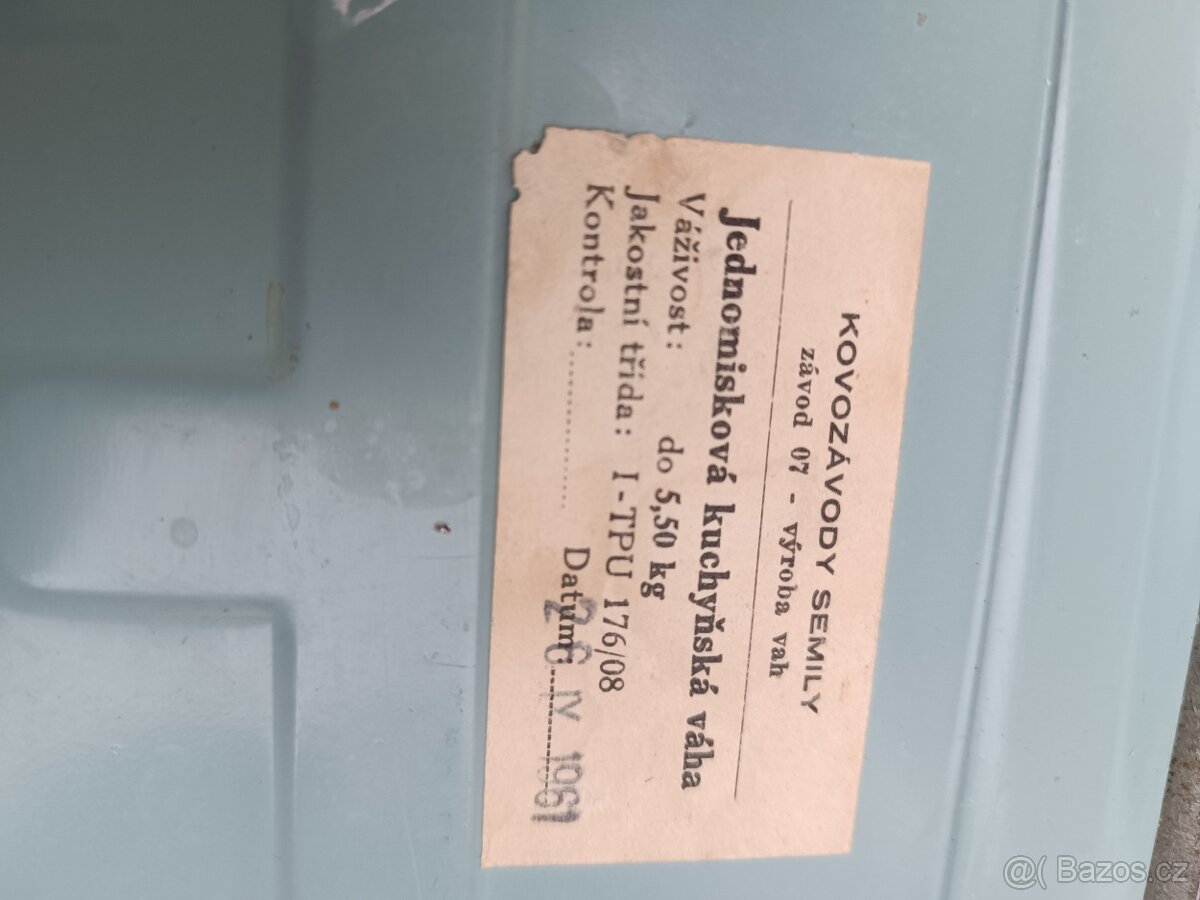 KOVOZÁVODY SEMILY
závod 07 - výroba vah
Jednomisková kuchyňská váha
Váživost: do 5,50 kg
Jakostní třída: I - TPU 176/08
Kontrola: Datum: 26 IV 1961
@( Bazos.cz